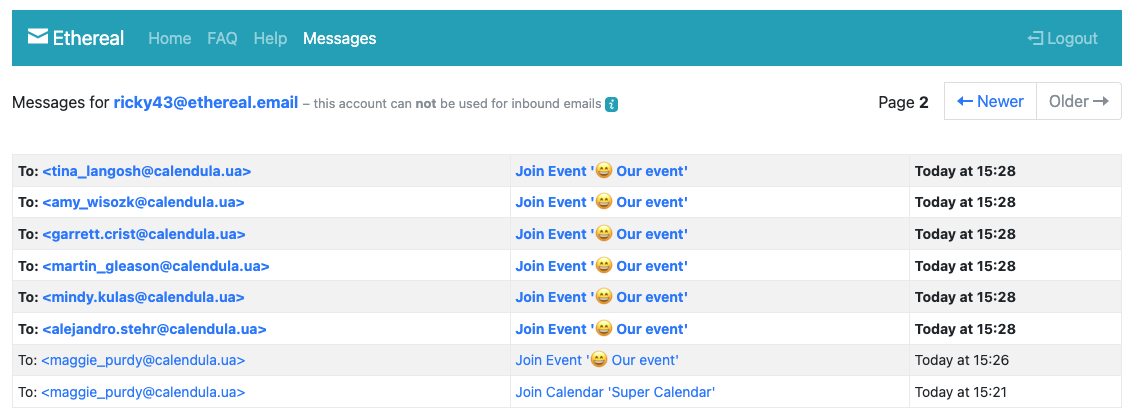 Ethereal Home FAQ Help Messages Logout
Messages for ricky43@ethereal.email – this account can not be used for inbound emails i Page 2 ← Newer Older →
To: <tina_langosh@calendula.ua> Join Event '😄 Our event' Today at 15:28
To: <amy_wisozk@calendula.ua> Join Event '😄 Our event' Today at 15:28
To: <garrett.crist@calendula.ua> Join Event '😄 Our event' Today at 15:28
To: <martin_gleason@calendula.ua> Join Event '😄 Our event' Today at 15:28
To: <mindy.kulas@calendula.ua> Join Event '😄 Our event' Today at 15:28
To: <alejandro.stehr@calendula.ua> Join Event '😄 Our event' Today at 15:28
To: <maggie_purdy@calendula.ua> Join Event '😄 Our event' Today at 15:26
To: <maggie_purdy@calendula.ua> Join Calendar 'Super Calendar' Today at 15:21